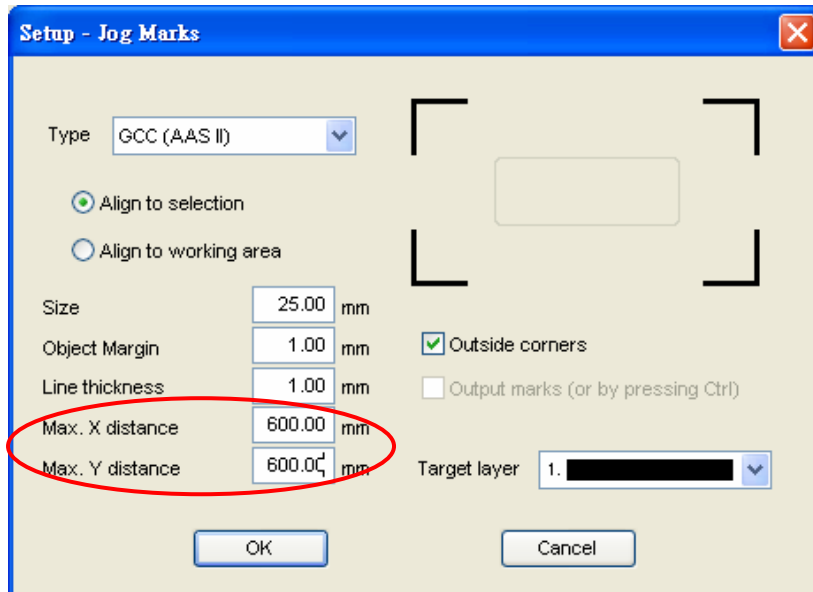 Setup - Jog Marks
Type GCC (AAS II)
Align to selection
Align to working area
Size 25.00 mm
Object Margin 1.00 mm
Line thickness 1.00 mm
Max. X distance 600.00 mm
Max. Y distance 600.00 mm
Outside corners
Output marks (or by pressing Ctrl)
Target layer 1.
OK Cancel